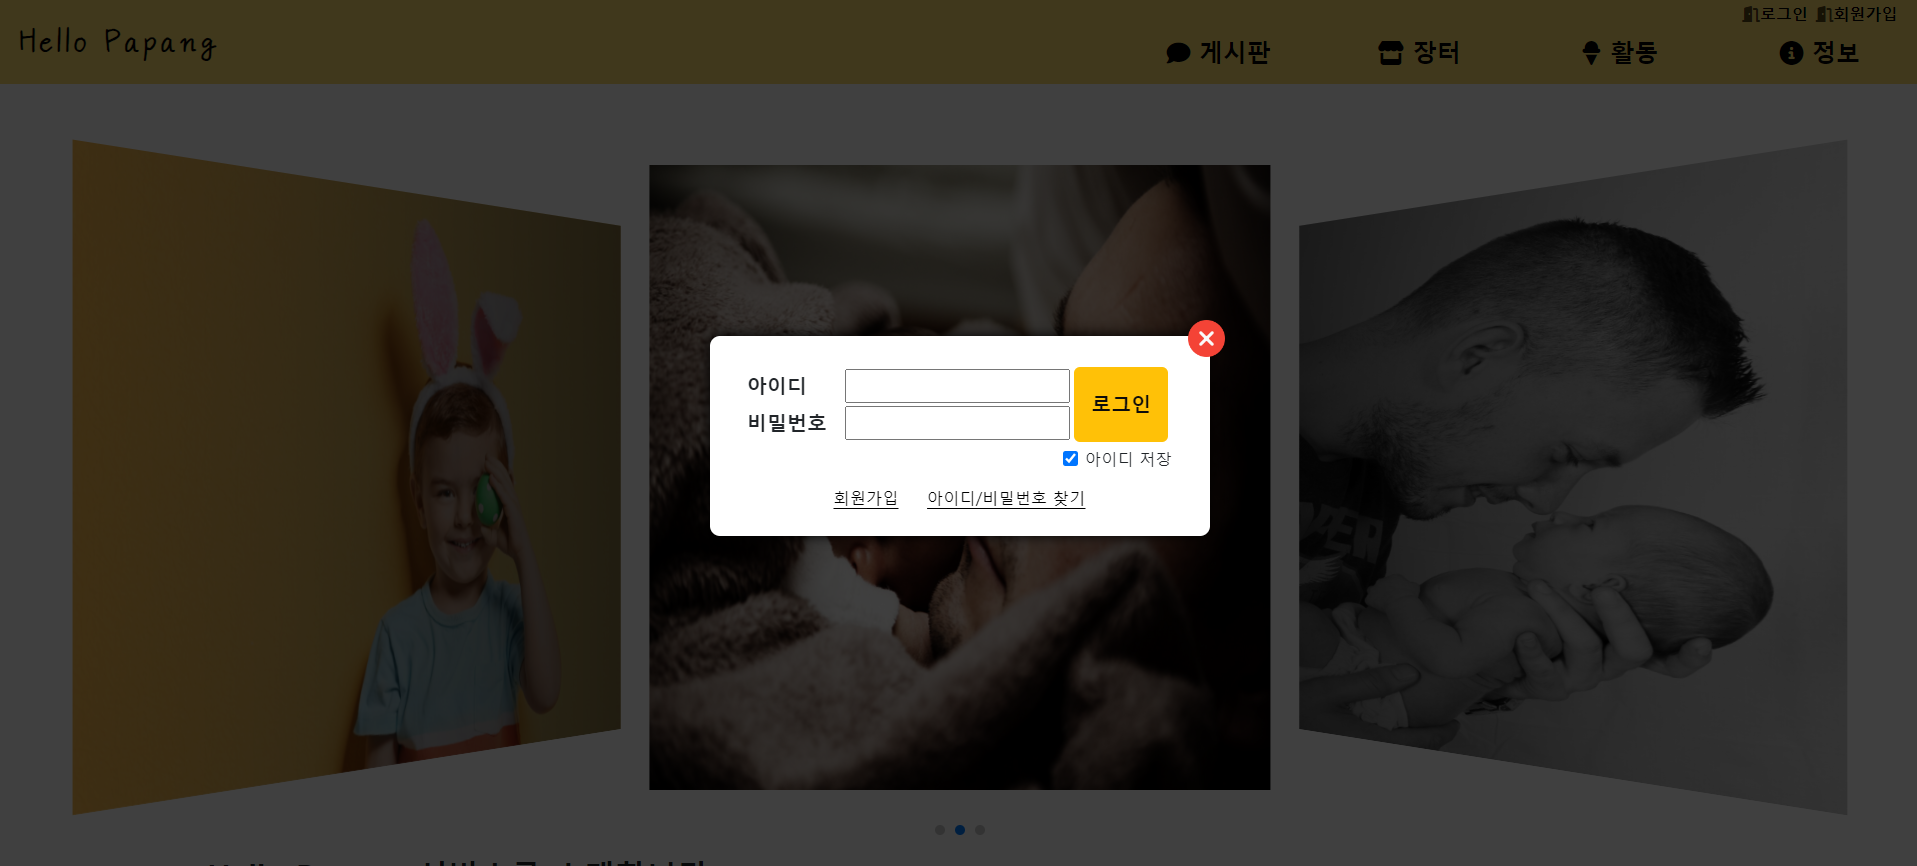 로그인 회원가입
Hello Papang
게시판 장터 활동 정보
아이디
비밀번호
로그인
아이디 저장
회원가입 아이디/비밀번호 찾기